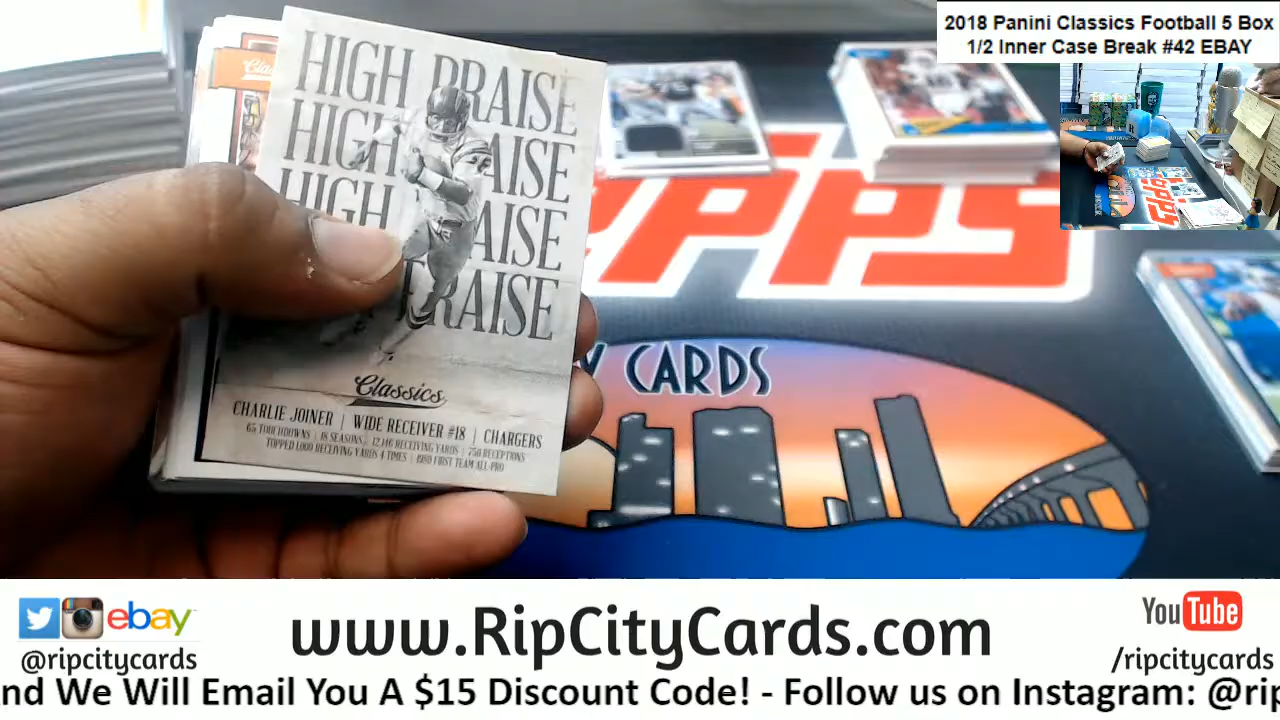 2018 Panini Classics Football 5 Box
1/2 Inner Case Break #42 EBAY
HIGH PRAISE
HIGH PRAISE
HIGH PRAISE
PRAISE
Classics
CHARLIE JOINER | WIDE RECEIVER #18 | CHARGERS
65 TOUCHDOWNS | 18 SEASONS | 12,146 RECEIVING YARDS | 750 RECEPTIONS
TOPPED 1,000 RECEIVING YARDS 4 TIMES | 1980 FIRST TEAM ALL-PRO
TOPPS
Y CARDS
ebay
@ripcitycards
www.RipCityCards.com
YouTube
/ripcitycards
nd We Will Email You A $15 Discount Code! - Follow us on Instagram: @rip